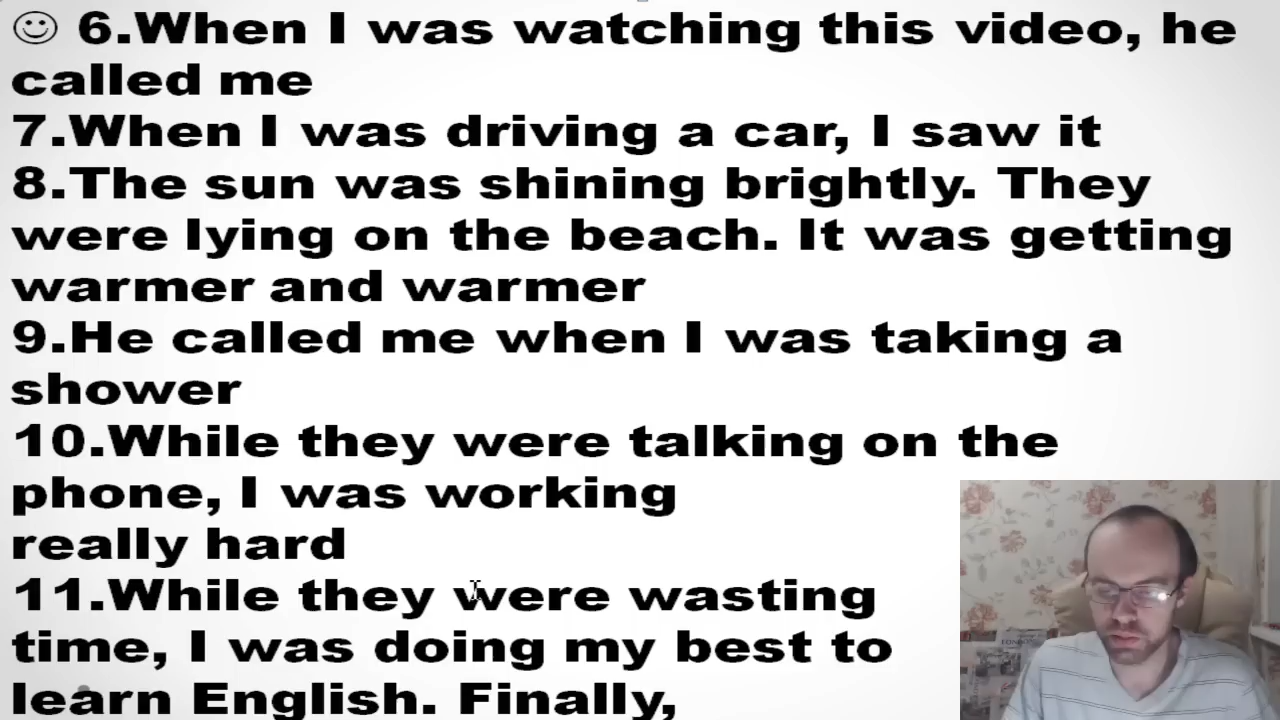 ☺ 6.When I was watching this video, he
called me
7.When I was driving a car, I saw it
8.The sun was shining brightly. They
were lying on the beach. It was getting
warmer and warmer
9.He called me when I was taking a
shower
10.While they were talking on the
phone, I was working
really hard
11.While they were wasting
time, I was doing my best to
learn English. Finally,